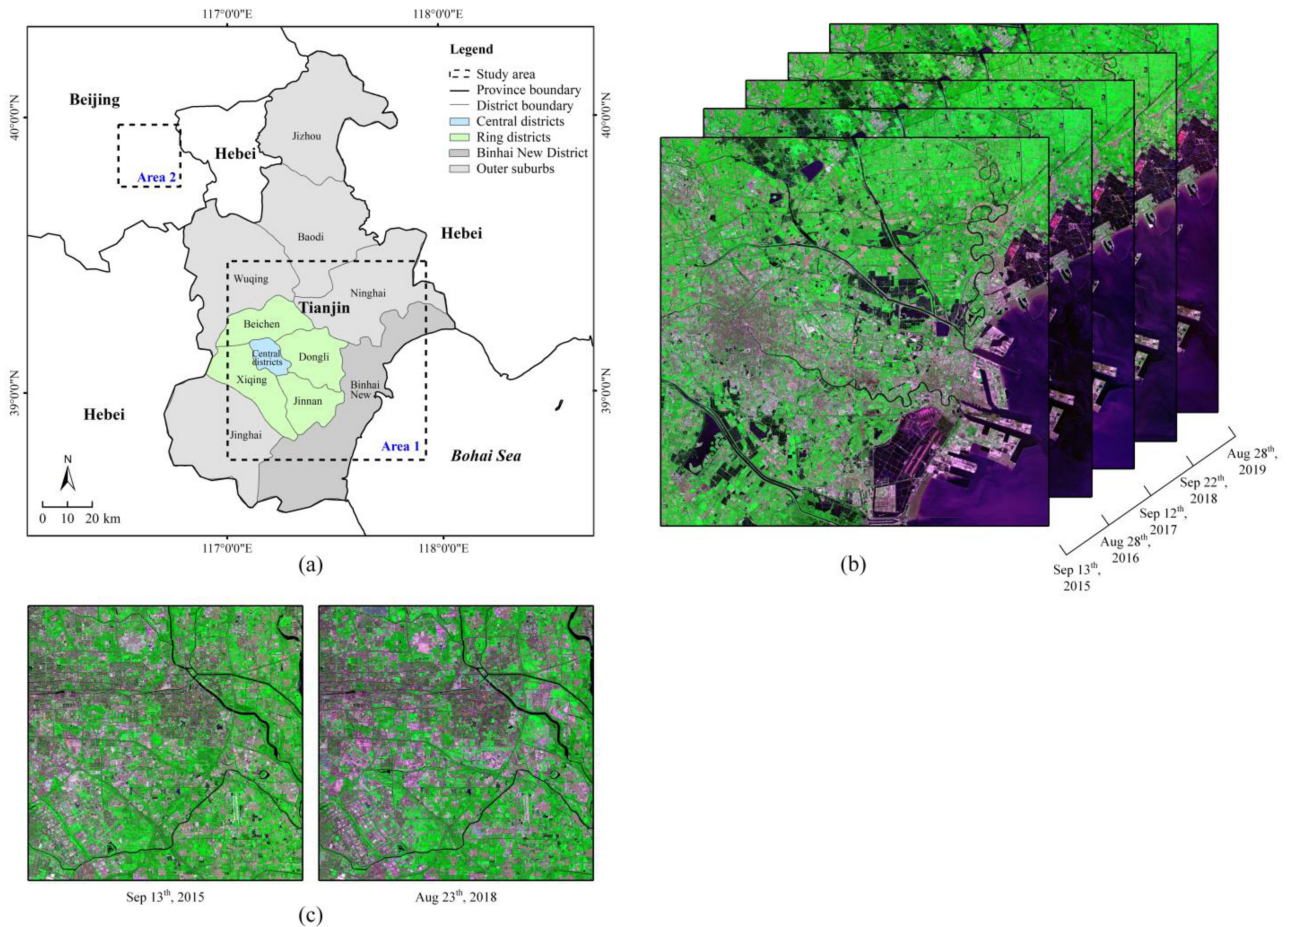 117°0'0"E
118°0'0"E
Legend
Study area
Province boundary
District boundary
Central districts
Ring districts
Binhai New District
Outer suburbs
Beijing
40°0'0"N
40°0'0"N
Jizhou
Hebei
Area 2
Baodi
Hebei
Wuqing
Ninghai
Tianjin
Beichen
Central
districts
Dongli
Xiqing
Binhai
New
Jinnan
39°0'0"N
39°0'0"N
Hebei
Jinghai
Area 1
Bohai Sea
N
0 10 20 km
117°0'0"E
118°0'0"E
(a)
Aug 28th,
2019
Sep 22th,
2018
Sep 12th,
2017
Aug 28th,
2016
Sep 13th,
2015
(b)
Sep 13th, 2015
Aug 23th, 2018
(c)